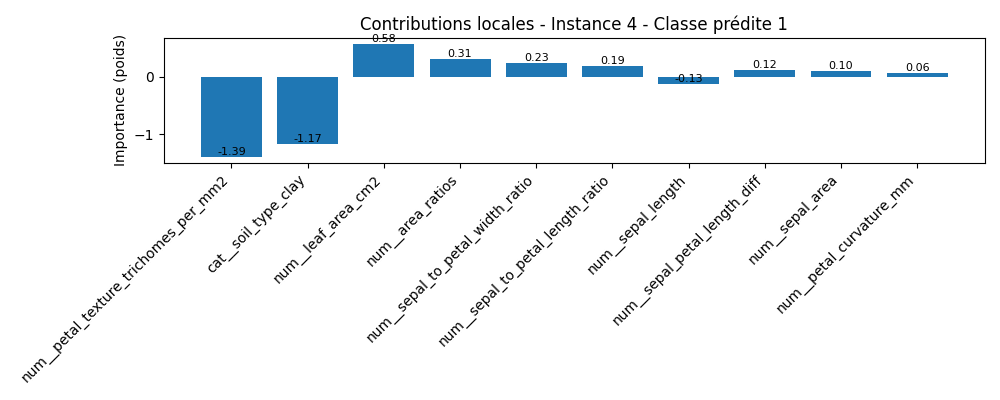 Contributions locales - Instance 4 - Classe prédite 1
Importance (poids)
0
−1
-1.39
-1.17
0.58
0.31
0.23
0.19
-0.13
0.12
0.10
0.06
num__petal_texture_trichomes_per_mm2
cat__soil_type_clay
num__leaf_area_cm2
num__area_ratios
num__sepal_to_petal_width_ratio
num__sepal_to_petal_length_ratio
num__sepal_length
num__sepal_petal_length_diff
num__sepal_area
num__petal_curvature_mm